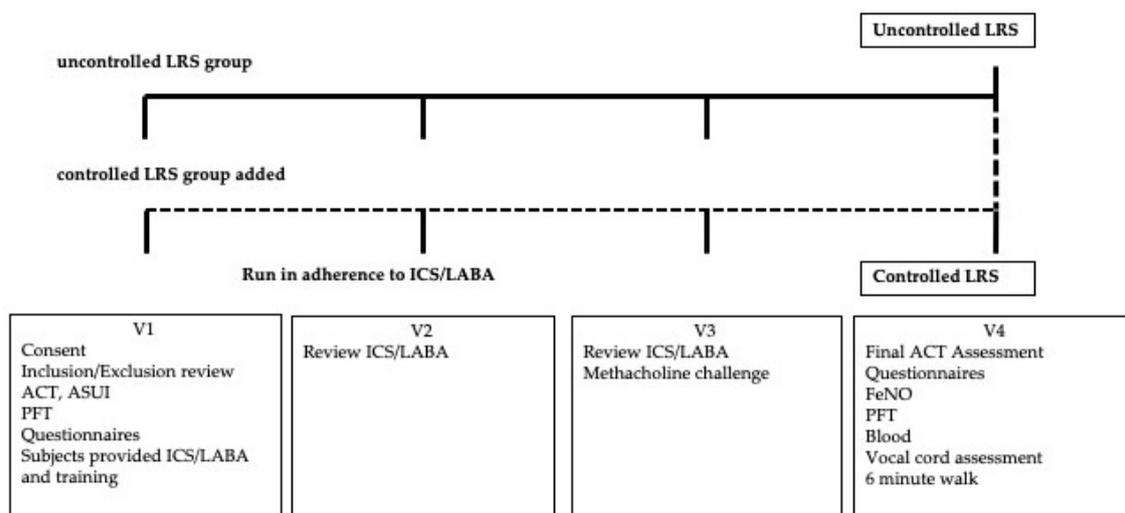 Uncontrolled LRS
uncontrolled LRS group
controlled LRS group added
Run in adherence to ICS/LABA
Controlled LRS
V1
Consent
Inclusion/Exclusion review
ACT, ASUI
PFT
Questionnaires
Subjects provided ICS/LABA
and training
V2
Review ICS/LABA
V3
Review ICS/LABA
Methacholine challenge
V4
Final ACT Assessment
Questionnaires
FeNO
PFT
Blood
Vocal cord assessment
6 minute walk